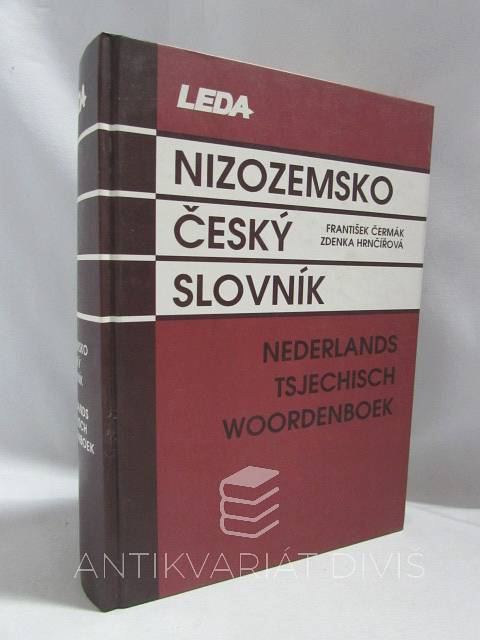 LEDA
NIZOZEMSKO
ČESKÝ
FRANTIŠEK ČERMÁK
ZDENKA HRNČÍŘOVÁ
SLOVNÍK
NEDERLANDS
TSJECHISCH
WOORDENBOEK
ANTIKVARIÁT DIVIŠ